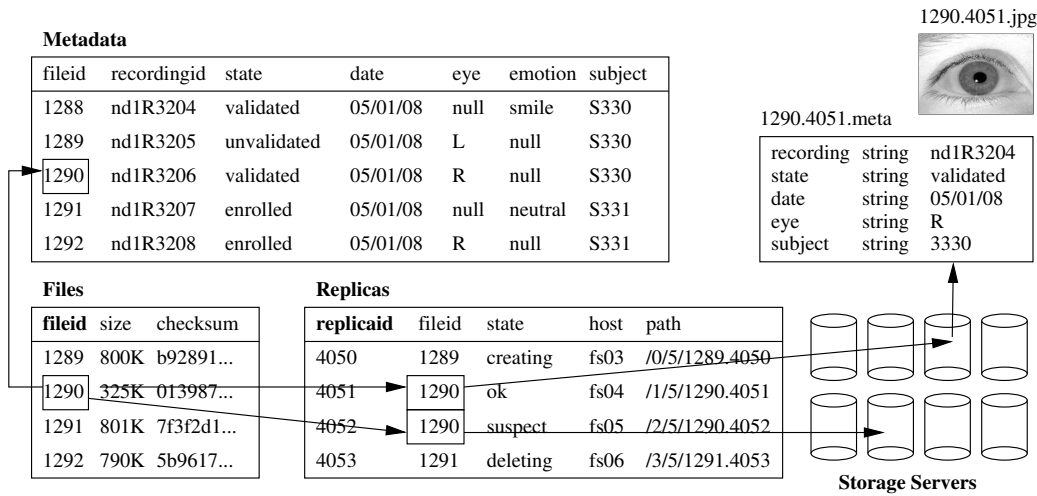 1290.4051.jpg
Metadata
fileid recordingid state date eye emotion subject
1288 nd1R3204 validated 05/01/08 null smile S330
1289 nd1R3205 unvalidated 05/01/08 L null S330
1290 nd1R3206 validated 05/01/08 R null S330
1291 nd1R3207 enrolled 05/01/08 null neutral S331
1292 nd1R3208 enrolled 05/01/08 R null S331
1290.4051.meta
recording string nd1R3204
state string validated
date string 05/01/08
eye string R
subject string 3330
Files
fileid size checksum
1289 800K b92891...
1290 325K 013987...
1291 801K 7f3f2d1...
1292 790K 5b9617...
Replicas
replicaid fileid state host path
4050 1289 creating fs03 /0/5/1289.4050
4051 1290 ok fs04 /1/5/1290.4051
4052 1290 suspect fs05 /2/5/1290.4052
4053 1291 deleting fs06 /3/5/1291.4053
Storage Servers